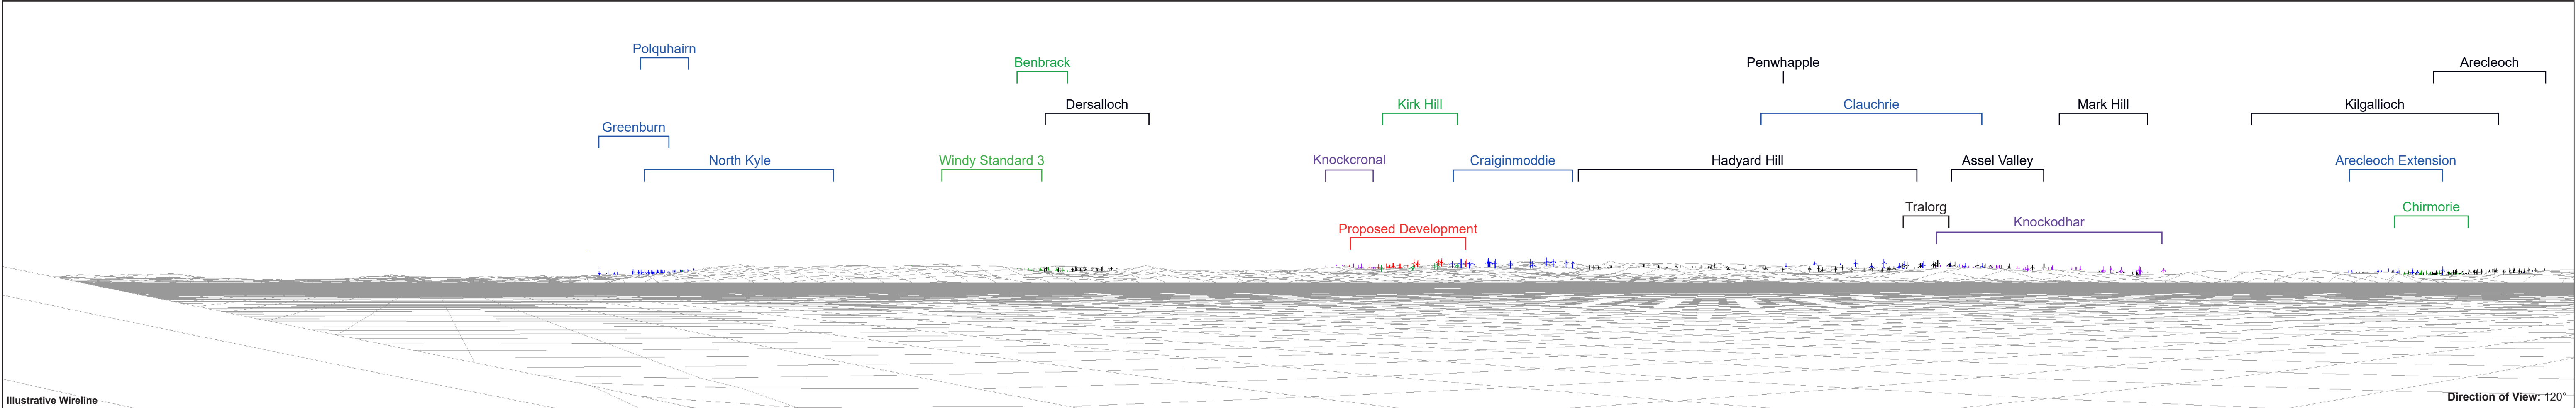 Polquhairn
Benbrack
Penwhapple
Arecleoch
Dersalloch
Kirk Hill
Clauchrie
Mark Hill
Kilgallioch
Greenburn
North Kyle
Windy Standard 3
Knockcronal
Craiginmoddie
Hadyard Hill
Assel Valley
Arecleoch Extension
Tralorg
Chirmorie
Knockodhar
Proposed Development
Illustrative Wireline
Direction of View: 120°